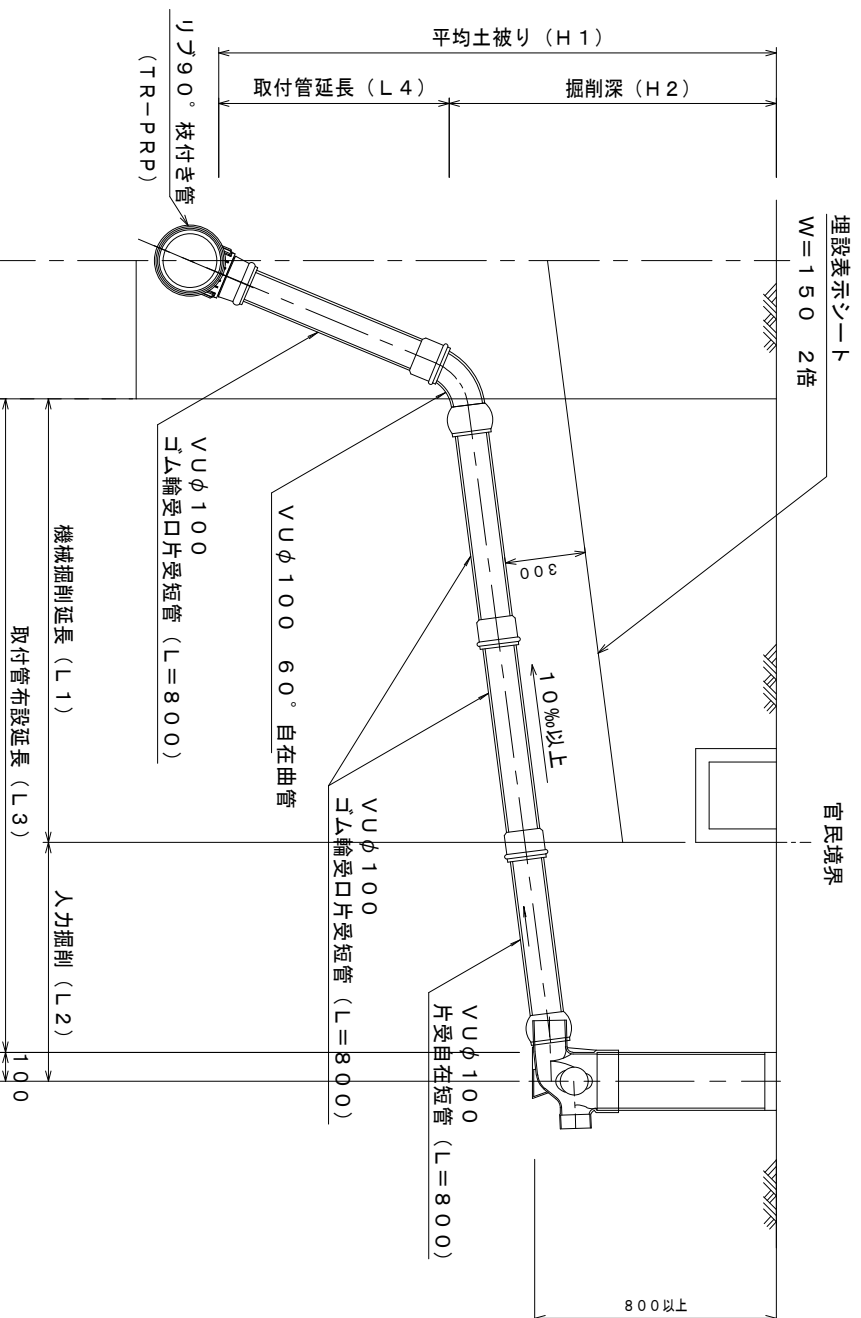 埋設表示シート
W=150 2倍
官民境界
平均土被り(H1)
取付管延長(L4)
掘削深(H2)
リブ90°枝付き管
(TR-PRP)
300
10‰以上
VUφ100
ゴム輪受口片受短管(L=800)
VUφ100 60°自在曲管
VUφ100
ゴム輪受口片受短管(L=800)
VUφ100
片受自在短管(L=800)
800以上
機械掘削延長(L1)
人力掘削(L2)
取付管布設延長(L3)
100